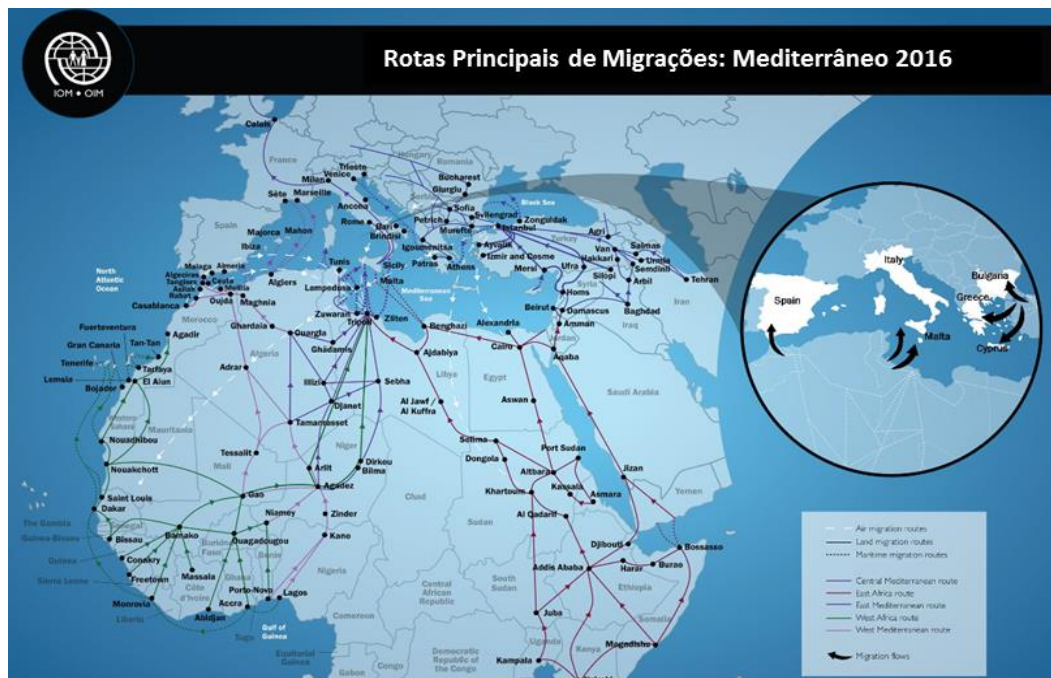 IOM • OIM
Rotas Principais de Migrações: Mediterrâneo 2016
Calais
France
Hungary
Romania
Trieste
Venice
Milan
Bucharest
Giurgiu
Serbia
Sète
Marseille
Ancona
Sofia
Black Sea
Rome
Bari
Brindisi
Petrich
Svilengrad
Zonguldak
Istanbul
Spain
Majorca
Mahon
Ibiza
Igoumenitsa
Patras
Athens
Ayvalik
Izmir and Cosme
Turkey
Agri
Van
Hakkari
Salmas
Urmia
Semdinli
Malaga
Almeria
Algeciras
Tangiers
Ceuta
Melilla
Asilah
Rabat
Casablanca
Oujda
Maghnia
Algiers
Tunis
Sicily
Malta
Lampedusa
Mediterranean
Sea
Mersi
Ufra
Silopi
Arbil
Tehran
Syria
Iran
Homs
Beirut
Damascus
Baghdad
Amman
Iraq
Jordan
Aqaba
North
Atlantic
Ocean
Morocco
Ghardaia
Ouargla
Zuwaran
Tripoli
Zliten
Benghazi
Alexandria
Cairo
Fuerteventura
Gran Canaria
Tenerife
Tan-Tan
Agadir
Tarfaya
El Aiun
Lemsia
Bojador
Algeria
Ghādamis
Adrar
Illizi
Sebha
Djanet
Tamanrasset
Ajdabiya
Libya
Egypt
Al Jawf /
Al Kuffra
Aswan
Saudi Arabia
Western
Sahara
Mauritania
Nouadhibou
Nouakchott
Saint Louis
Dakar
Tessalit
Mali
Niger
Arlit
Dirkou
Bilma
Agadez
Gao
Selima
Dongola
Port Sudan
Altbara
Kassala
Asmara
Khartoum
Al Qadarif
Jizan
Yemen
Chad
Sudan
The Gambia
Guinea-Bissau
Guinea
Sierra Leone
Senegal
Bissau
Bamako
Niamey
Zinder
Kano
Burkina
Faso
Ouagadougou
Benin
Conakry
Freetown
Massala
Ghana
Côte
d'Ivoire
Porto-Novo
Lagos
Nigeria
Accra
Abidjan
Monrovia
Liberia
Togo
Gulf of
Guinea
Cameroon
Equatorial
Guinea
Gabon
Congo
Central
African
Republic
Democratic
Republic of
the Congo
South
Sudan
Djibouti
Bossasso
Addis Ababa
Harar
Burao
Ethiopia
Somalia
Juba
Uganda
Kenya
Kampala
Mogadishu
Italy
Spain
Bulgaria
Greece
Malta
Cyprus
Air migration routes
Land migration routes
Maritime migration routes
Central Mediterranean route
East Africa route
East Mediterranean route
West Africa route
West Mediterranean route
Migration flows